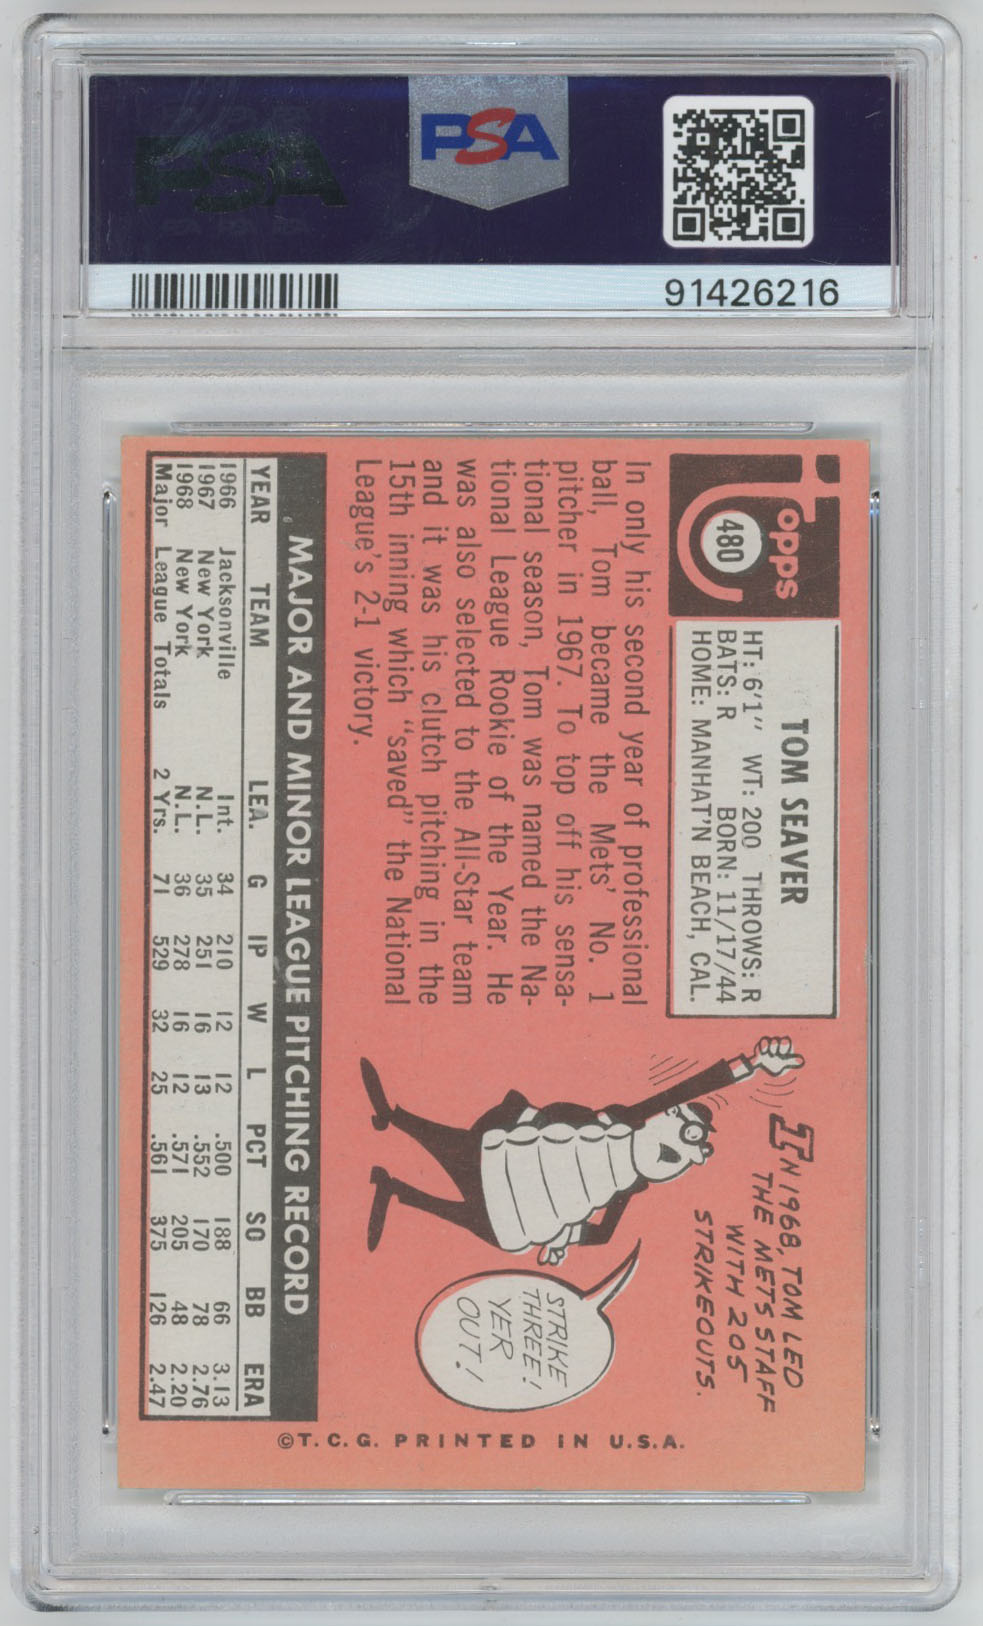 PSA
PSA
91426216
Topps
480
TOM SEAVER
HT: 6'1" WT: 200 THROWS: R
BATS: R BORN: 11/17/44
HOME: MANHAT'N BEACH, CAL.
In only his second year of professional
ball, Tom became the Mets' No. 1
pitcher in 1967. To top off his sensa-
tional season, Tom was named the Na-
tional League Rookie of the Year. He
was also selected to the All-Star team
and it was his clutch pitching in the
15th inning which "saved" the National
League's 2-1 victory.
IN 1968, TOM LED
THE METS STAFF
WITH 205
STRIKEOUTS.
STRIKE
THREE!
YER
OUT!
MAJOR AND MINOR LEAGUE PITCHING RECORD
YEAR TEAM LEA. G IP W L PCT SO BB ERA
1966 Jacksonville Int. 34 210 12 12 .500 188 66 3.13
1967 New York N.L. 35 251 16 13 .552 170 78 2.76
1968 New York N.L. 36 278 16 12 .571 205 48 2.20
Major League Totals 2 Yrs. 71 529 32 25 .561 375 126 2.47
©T.C.G. PRINTED IN U.S.A.